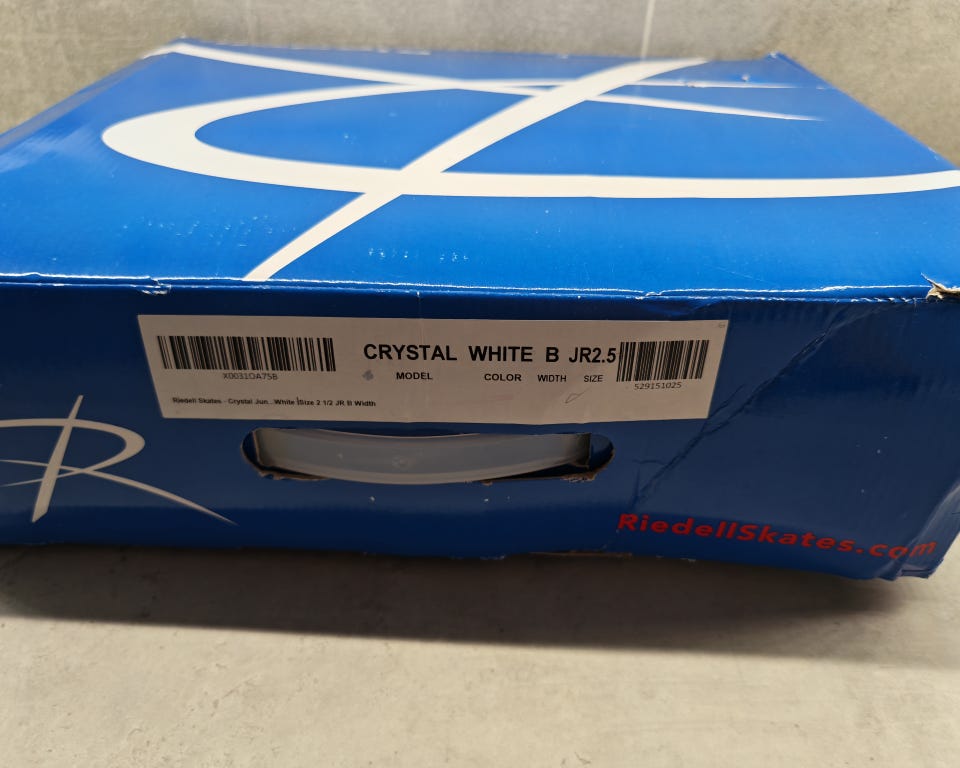 CRYSTAL WHITE B JR2.5
MODEL COLOR WIDTH SIZE
X0031OA75B
529151025
Riedell Skates - Crystal Jun...White |Size 2 1/2 JR B Width
R
RiedellSkates.com